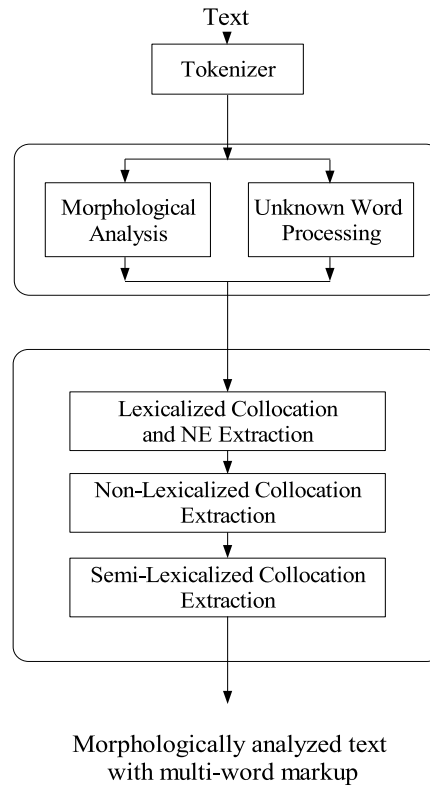 Text
Tokenizer
Morphological
Analysis
Unknown Word
Processing
Lexicalized Collocation
and NE Extraction
Non-Lexicalized Collocation
Extraction
Semi-Lexicalized Collocation
Extraction
Morphologically analyzed text
with multi-word markup